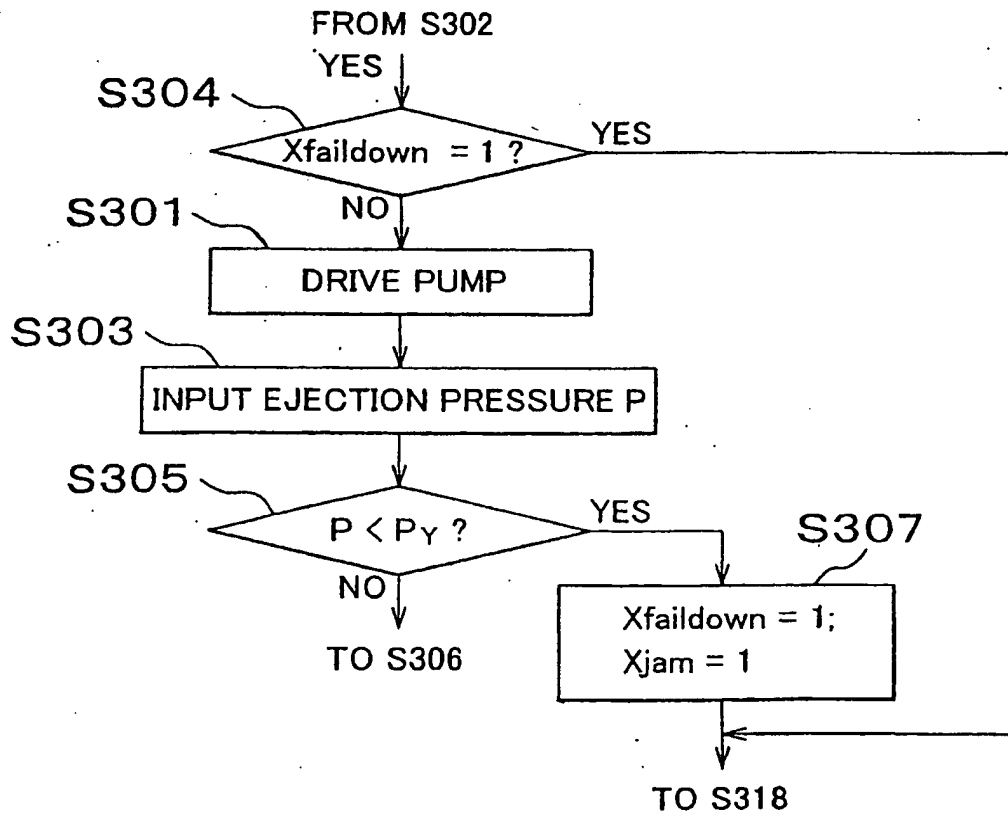 FROM S302
YES
S304
Xfaildown = 1 ?
YES
NO
S301
DRIVE PUMP
S303
INPUT EJECTION PRESSURE P
S305
P < PY ?
YES
NO
S307
Xfaildown = 1;
Xjam = 1
TO S306
TO S318